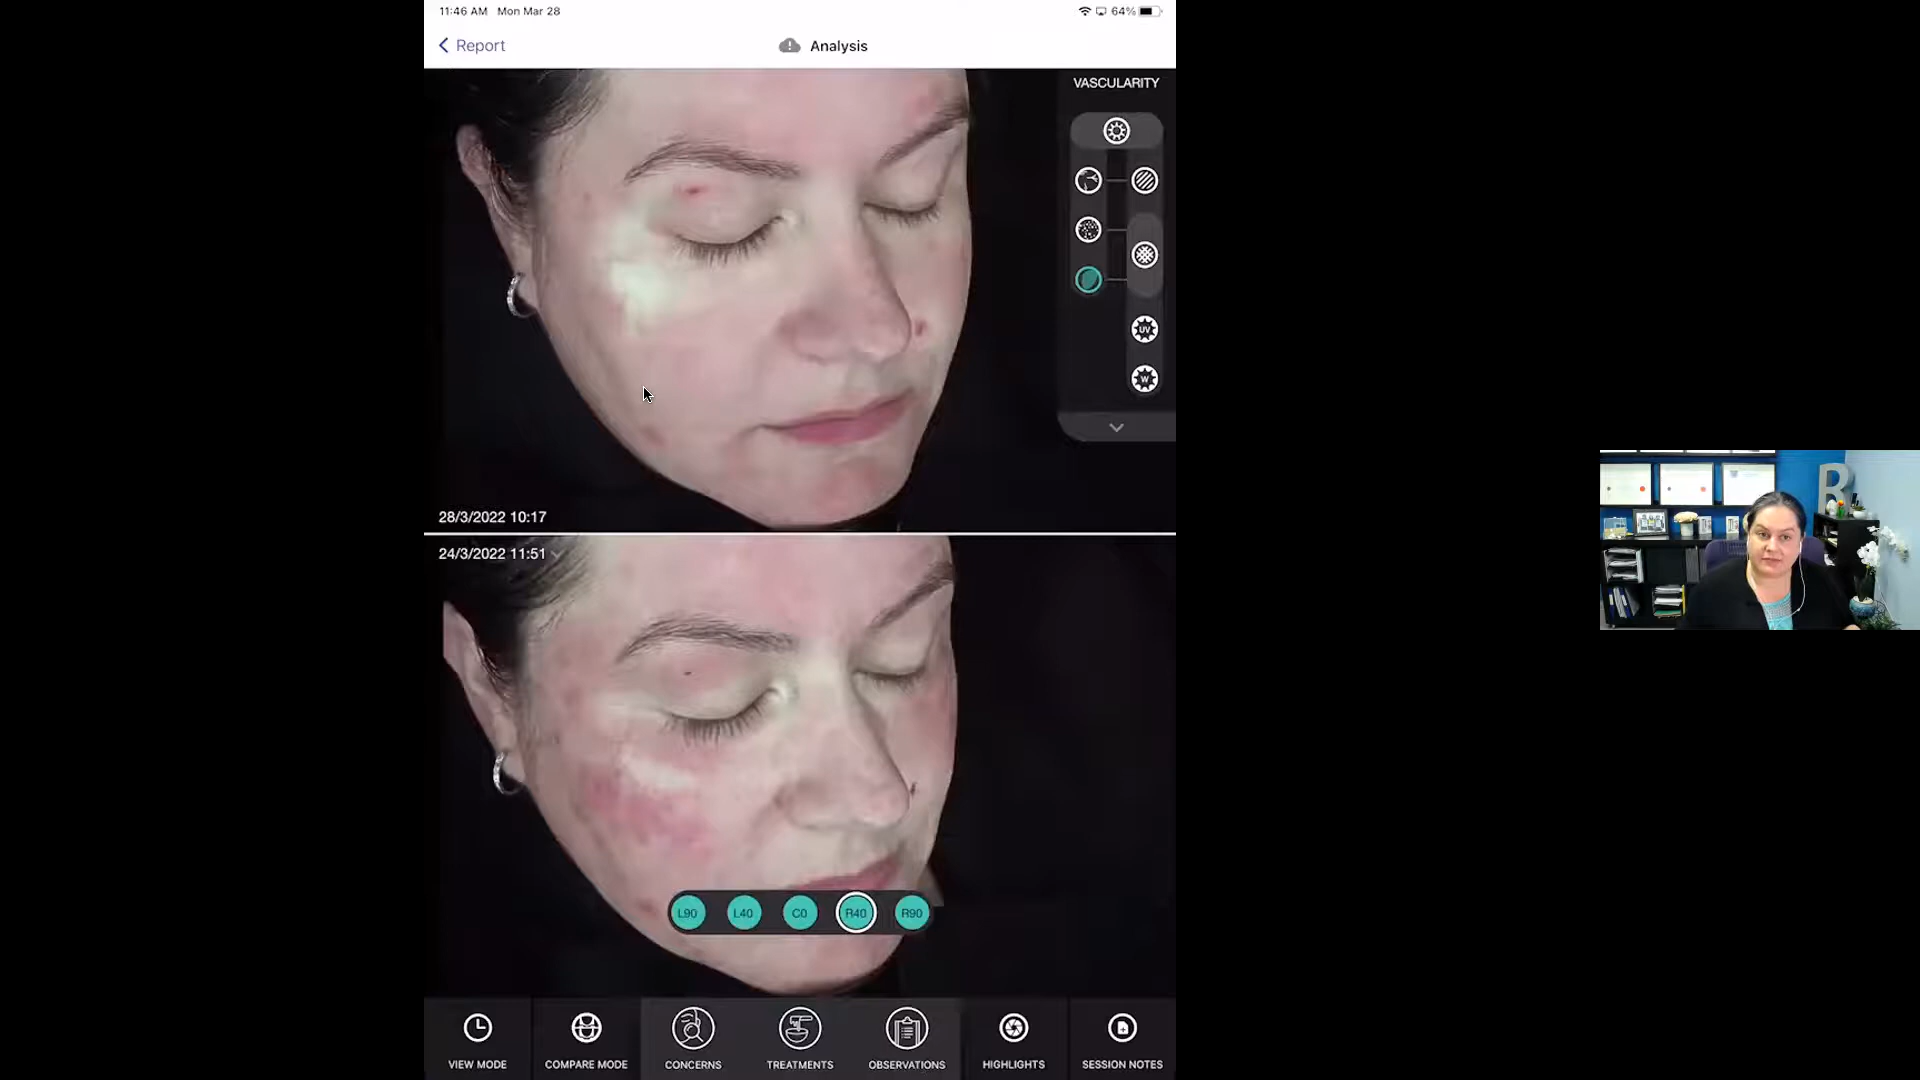 11:46 AM Mon Mar 28
64%
Report
Analysis
VASCULARITY
UV
W
28/3/2022 10:17
24/3/2022 11:51
R
L90 L40 C0 R40 R90
VIEW MODE
COMPARE MODE
CONCERNS
TREATMENTS
OBSERVATIONS
HIGHLIGHTS
SESSION NOTES